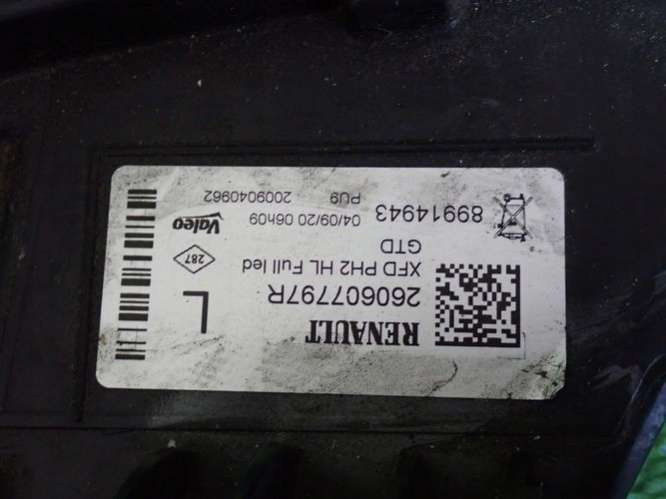 RENAULT
260607797R
L
XFD PH2 HL Full led
GTD
287
89914943
04/09/20 06h09
Valeo
PU9
2009040962